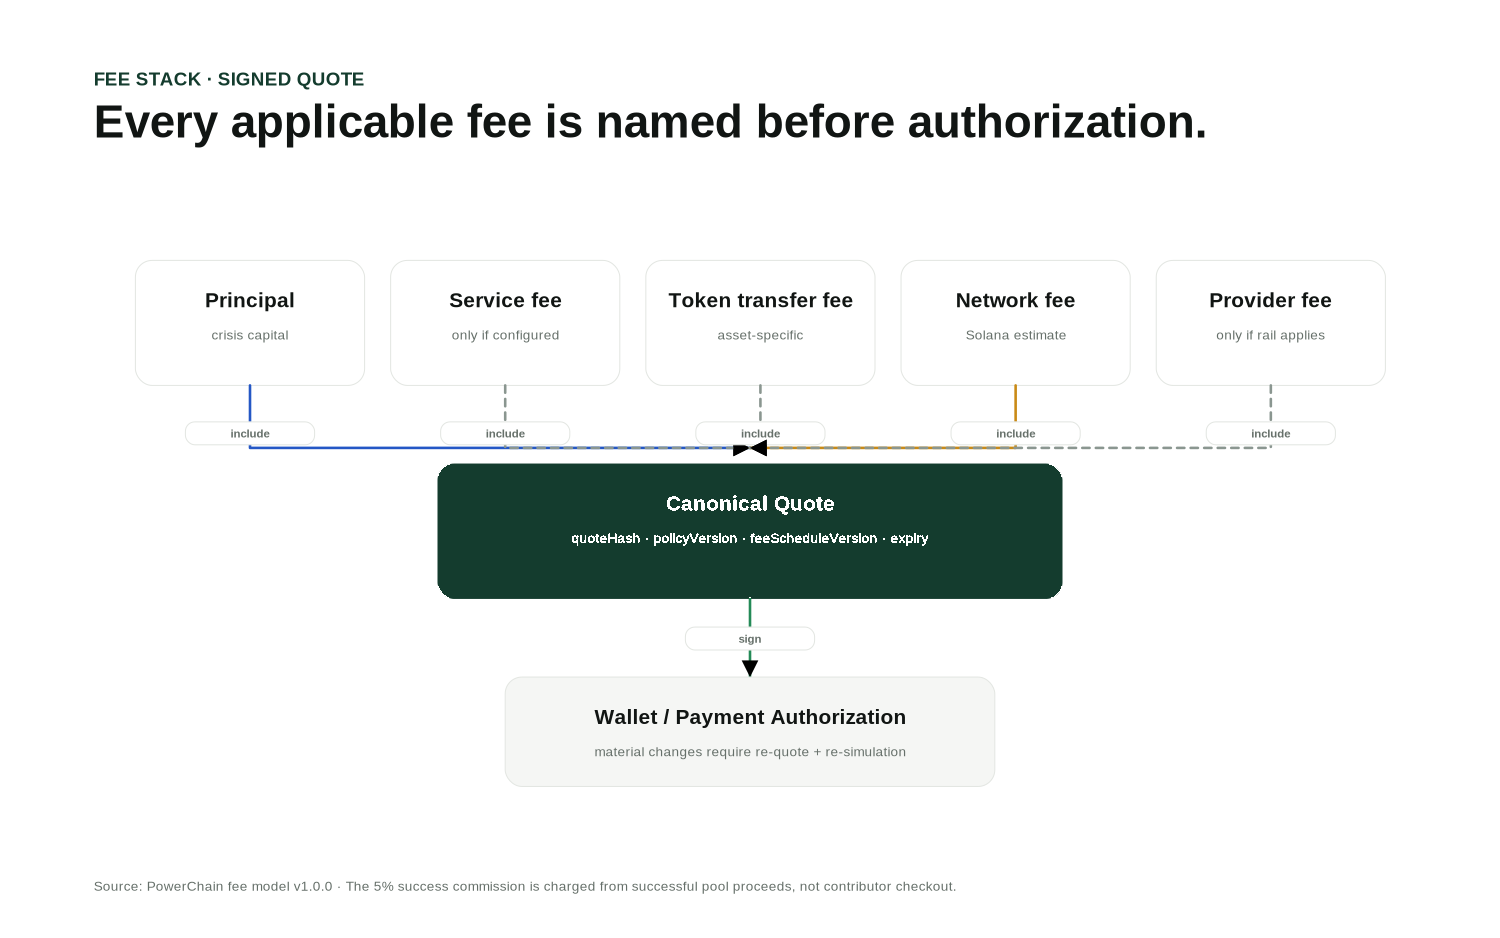 FEE STACK · SIGNED QUOTE
Every applicable fee is named before authorization.
Principal
crisis capital
Service fee
only if configured
Token transfer fee
asset-specific
Network fee
Solana estimate
Provider fee
only if rail applies
include
include
include
include
include
Canonical Quote
quoteHash · policyVersion · feeScheduleVersion · expiry
sign
Wallet / Payment Authorization
material changes require re-quote + re-simulation
Source: PowerChain fee model v1.0.0 · The 5% success commission is charged from successful pool proceeds, not contributor checkout.